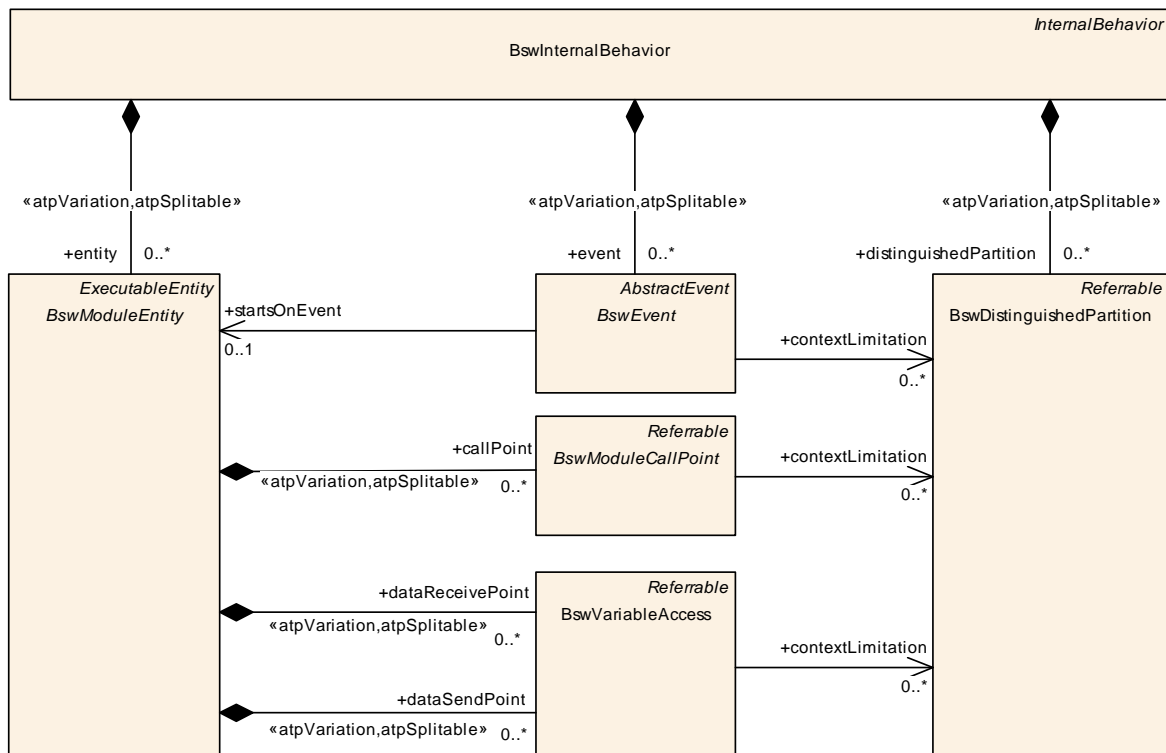 InternalBehavior
BswInternalBehavior
«atpVariation,atpSplitable»
«atpVariation,atpSplitable»
«atpVariation,atpSplitable»
+entity 0..*
+event 0..*
+distinguishedPartition 0..*
ExecutableEntity
BswModuleEntity
AbstractEvent
BswEvent
Referrable
BswDistinguishedPartition
+startsOnEvent
0..1
+contextLimitation
0..*
Referrable
BswModuleCallPoint
+callPoint
«atpVariation,atpSplitable» 0..*
+contextLimitation
0..*
Referrable
BswVariableAccess
+dataReceivePoint
«atpVariation,atpSplitable» 0..*
+contextLimitation
0..*
+dataSendPoint
«atpVariation,atpSplitable» 0..*